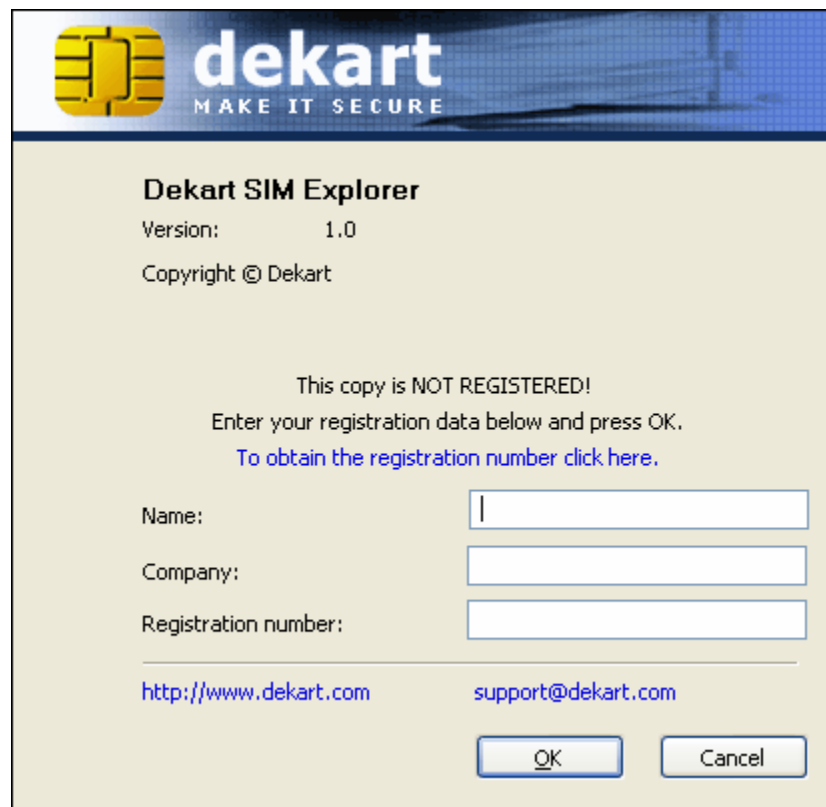 dekart
MAKE IT SECURE
Dekart SIM Explorer
Version: 1.0
Copyright © Dekart
This copy is NOT REGISTERED!
Enter your registration data below and press OK.
To obtain the registration number click here.
Name:
Company:
Registration number:
http://www.dekart.com support@dekart.com
OK Cancel